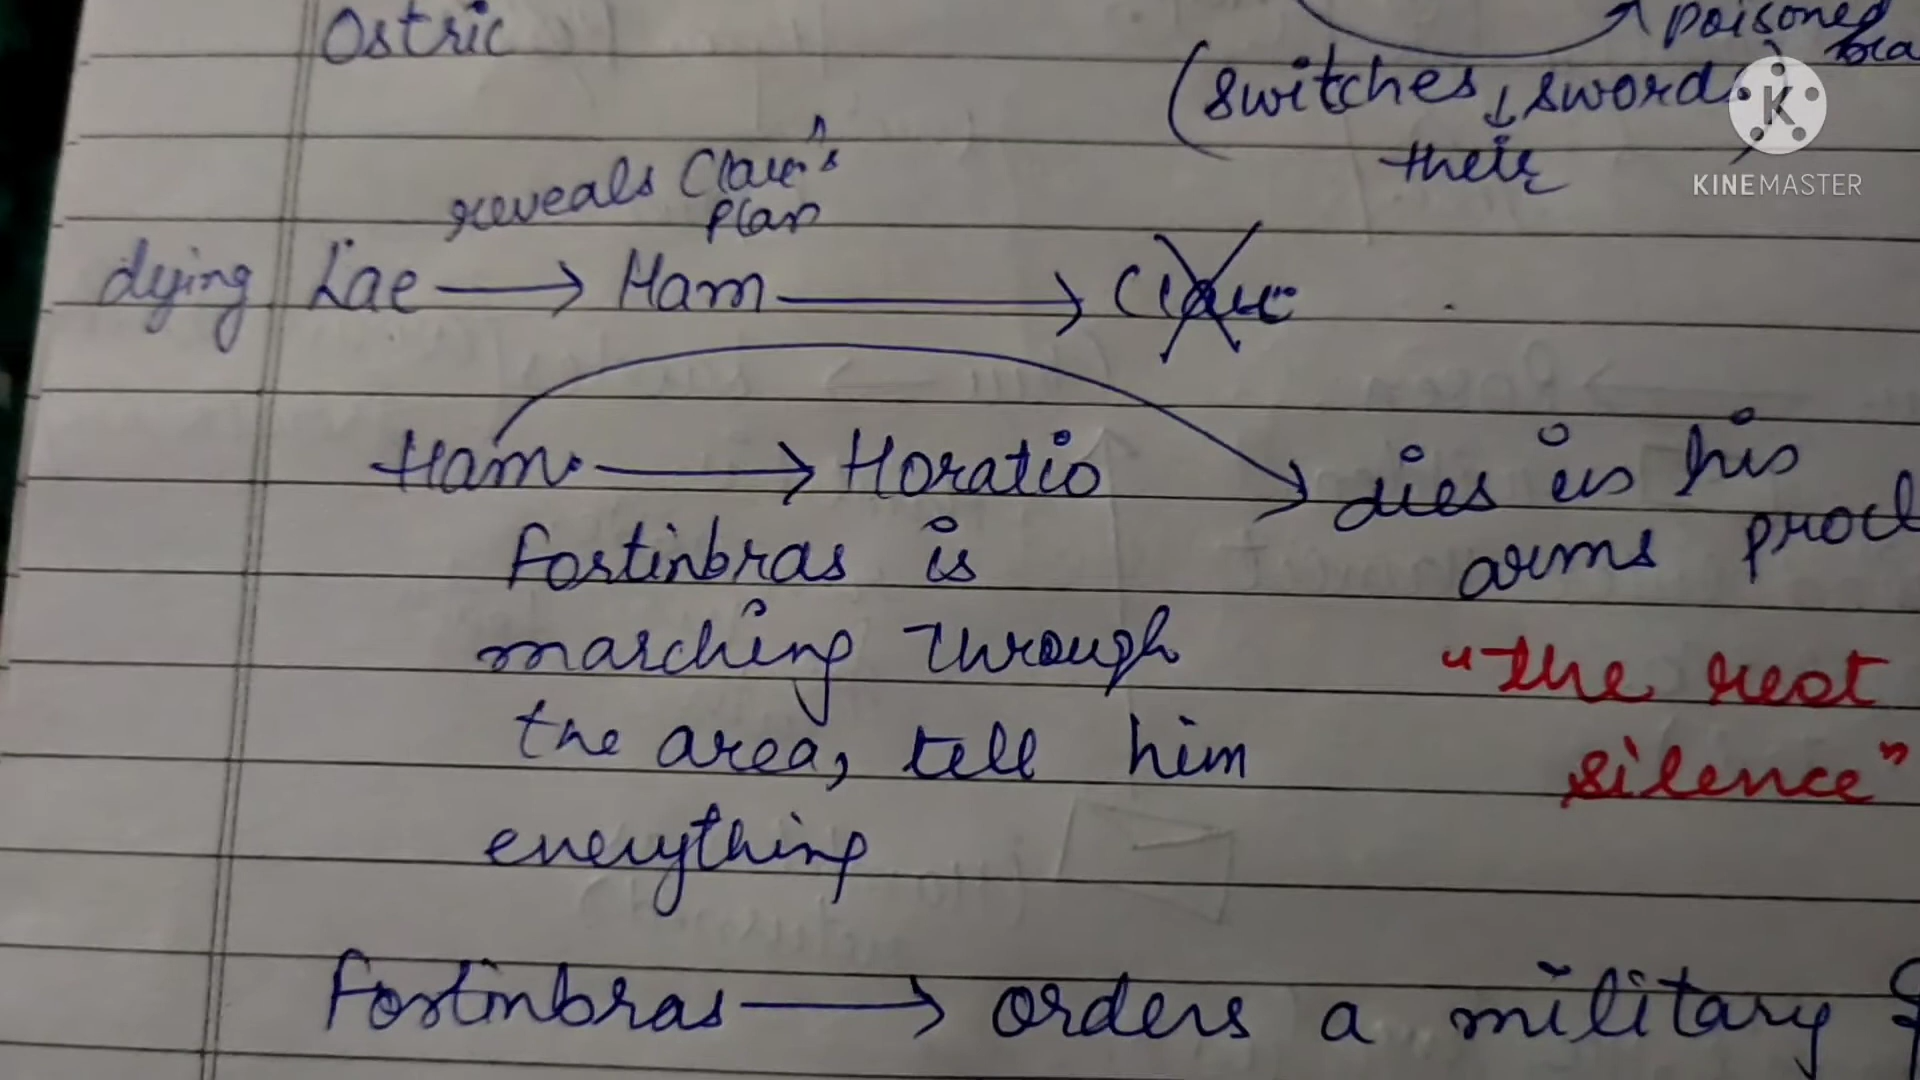 Ostric
poisoned
(switches swords
their
KINEMASTER
reveals Clau's
plan
dying Lae → Ham → Clau
Ham. → Horatio dies in his
arms
Fortinbras is
marching through
the area, tell him
everything
"the rest
silence"
Fortinbras → orders a military